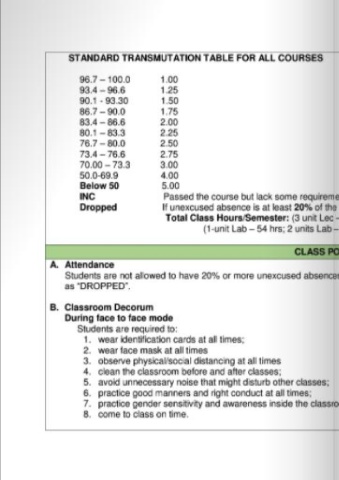 STANDARD TRANSMUTATION TABLE FOR ALL COURSES
96.7 – 100.0 1.00
93.4 – 96.6 1.25
90.1 - 93.30 1.50
86.7 – 90.0 1.75
83.4 – 86.6 2.00
80.1 – 83.3 2.25
76.7 – 80.0 2.50
73.4 – 76.6 2.75
70.00 – 73.3 3.00
50.0-69.9 4.00
Below 50 5.00
INC Passed the course but lack some requireme
Dropped If unexcused absence is at least 20% of the
Total Class Hours/Semester: (3 unit Lec –
(1-unit Lab – 54 hrs; 2 units Lab –
CLASS PO
A. Attendance
Students are not allowed to have 20% or more unexcused absence
as "DROPPED".
B. Classroom Decorum
During face to face mode
Students are required to:
1. wear identification cards at all times;
2. wear face mask at all times
3. observe physical/social distancing at all times
4. clean the classroom before and after classes;
5. avoid unnecessary noise that might disturb other classes;
6. practice good manners and right conduct at all times;
7. practice gender sensitivity and awareness inside the classro
8. come to class on time.